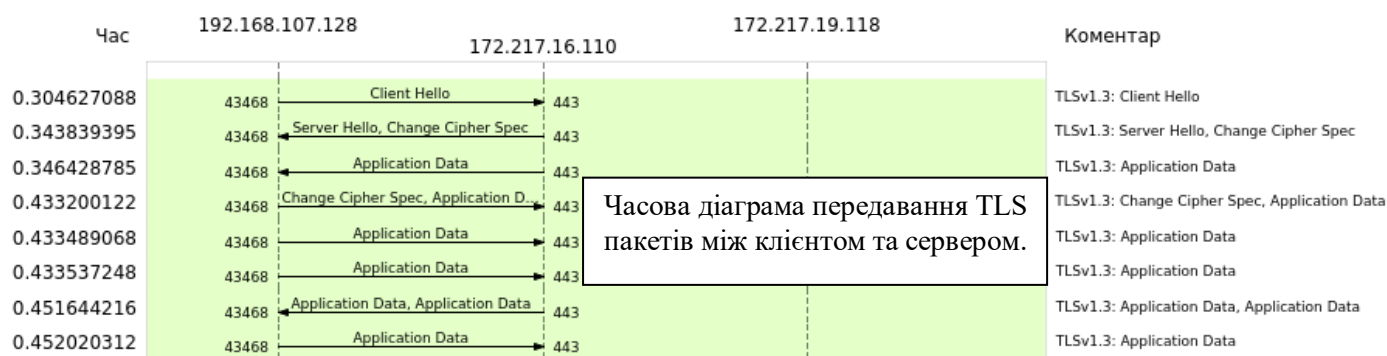 192.168.107.128 172.217.19.118
Час 172.217.16.110 Коментар
0.304627088 43468 Client Hello 443 TLSv1.3: Client Hello
0.343839395 43468 Server Hello, Change Cipher Spec 443 TLSv1.3: Server Hello, Change Cipher Spec
0.346428785 43468 Application Data 443 TLSv1.3: Application Data
0.433200122 43468 Change Cipher Spec, Application D... 443 TLSv1.3: Change Cipher Spec, Application Data
0.433489068 43468 Application Data 443 TLSv1.3: Application Data
0.433537248 43468 Application Data 443 TLSv1.3: Application Data
0.451644216 43468 Application Data, Application Data 443 TLSv1.3: Application Data, Application Data
0.452020312 43468 Application Data 443 TLSv1.3: Application Data
Часова діаграма передавання TLS
пакетів між клієнтом та сервером.